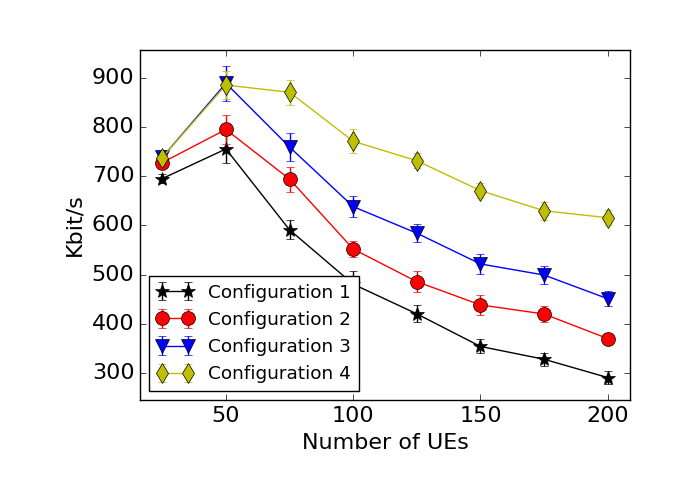 900
800
700
600
500
400
300
Kbit/s
Configuration 1
Configuration 2
Configuration 3
Configuration 4
50 100 150 200
Number of UEs